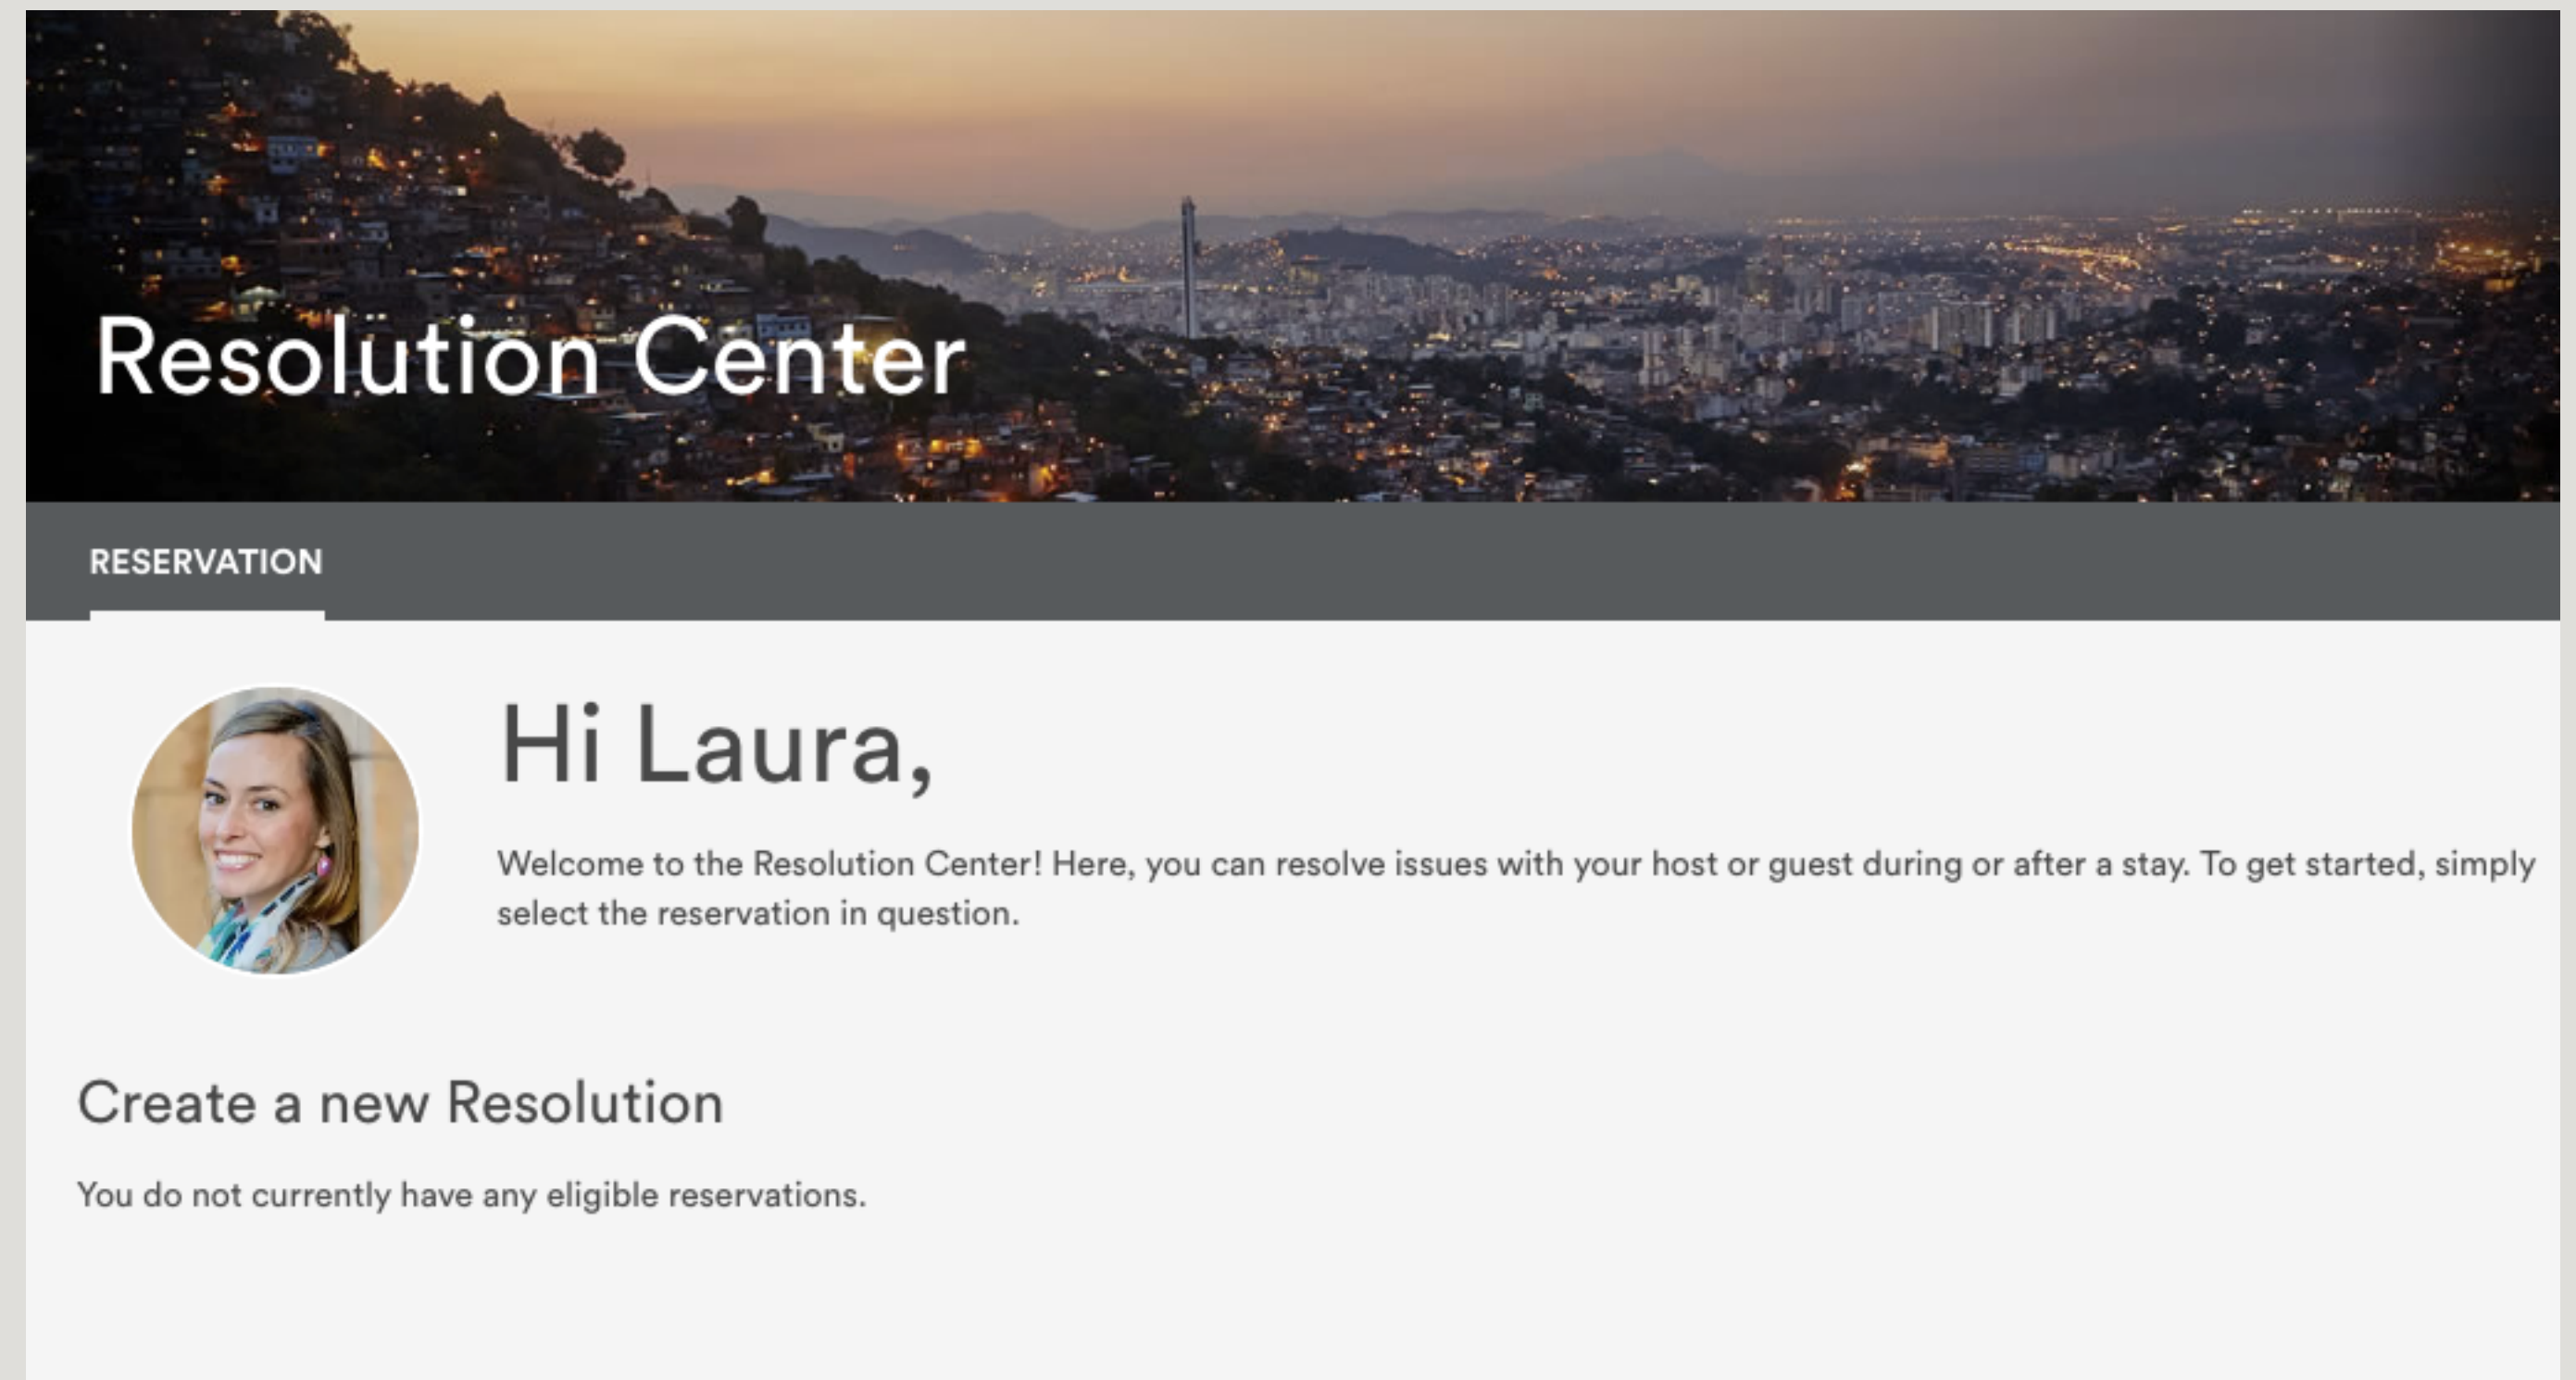 Resolution Center
RESERVATION
Hi Laura,
Welcome to the Resolution Center! Here, you can resolve issues with your host or guest during or after a stay. To get started, simply
select the reservation in question.
Create a new Resolution
You do not currently have any eligible reservations.